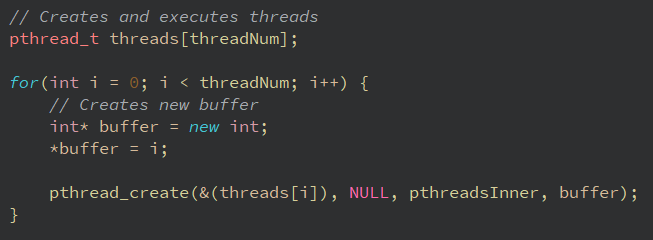 // Creates and executes threads
pthread_t threads[threadNum];
for(int i = 0; i < threadNum; i++) {
    // Creates new buffer
    int* buffer = new int;
    *buffer = i;
    pthread_create(&(threads[i]), NULL, pthreadsInner, buffer);
}